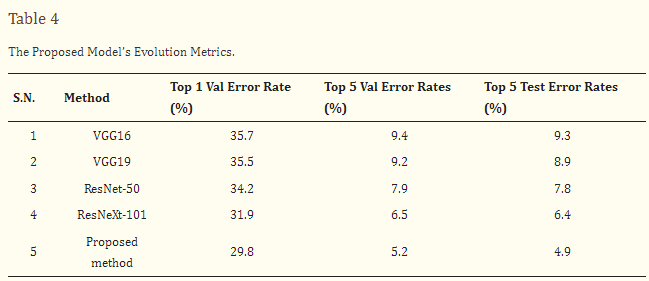 Table 4
The Proposed Model's Evolution Metrics.
S.N. Method Top 1 Val Error Rate (%) Top 5 Val Error Rates (%) Top 5 Test Error Rates (%)
1 VGG16 35.7 9.4 9.3
2 VGG19 35.5 9.2 8.9
3 ResNet-50 34.2 7.9 7.8
4 ResNeXt-101 31.9 6.5 6.4
5 Proposed method 29.8 5.2 4.9